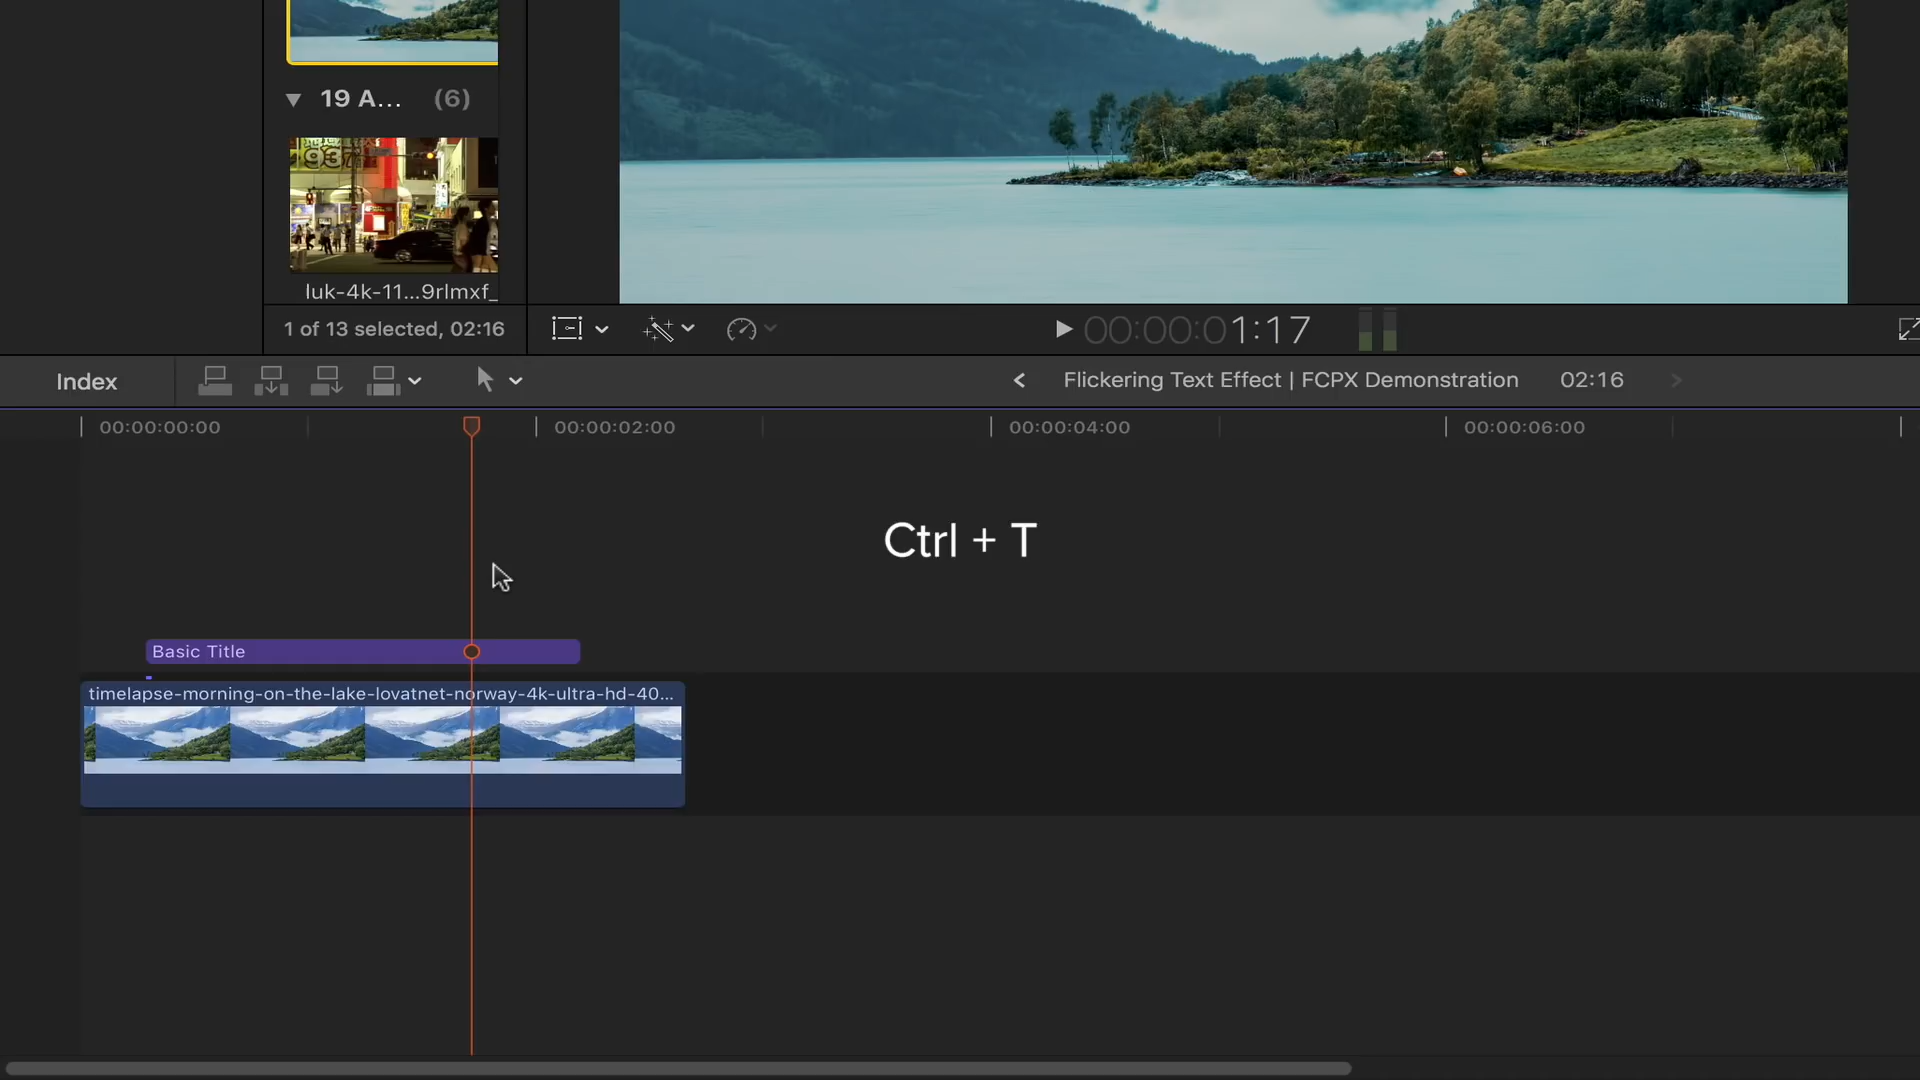 19 A... (6)
937
luk-4k-11...9rlmxf_
1 of 13 selected, 02:16
00:00:01:17
Index
Flickering Text Effect | FCPX Demonstration 02:16
00:00:00:00 00:00:02:00 00:00:04:00 00:00:06:00
Ctrl + T
Basic Title
timelapse-morning-on-the-lake-lovatnet-norway-4k-ultra-hd-40...